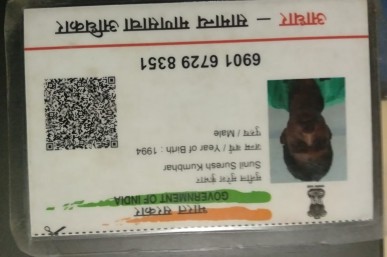 भारत सरकार
GOVERNMENT OF INDIA
सुनील सुरेश कुम्भार
Sunil Suresh Kumbhar
जन्म वर्ष / Year of Birth : 1994
पुरुष / Male
6901 6729 8351
आधार — सामान्य माणसाचा अधिकार